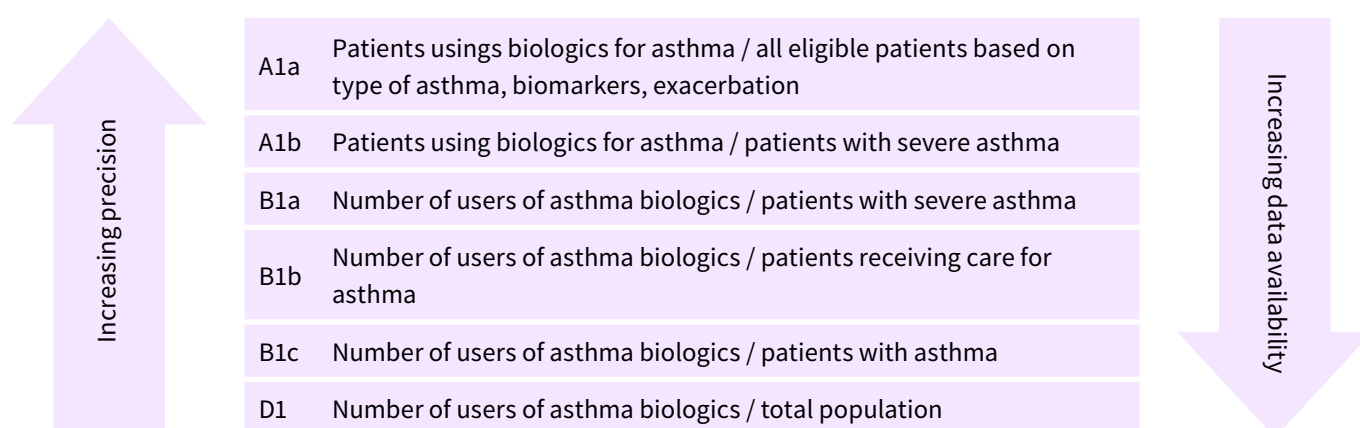 Increasing precision
A1a Patients usings biologics for asthma / all eligible patients based on
type of asthma, biomarkers, exacerbation
A1b Patients using biologics for asthma / patients with severe asthma
B1a Number of users of asthma biologics / patients with severe asthma
B1b Number of users of asthma biologics / patients receiving care for
asthma
B1c Number of users of asthma biologics / patients with asthma
D1 Number of users of asthma biologics / total population
Increasing data availability